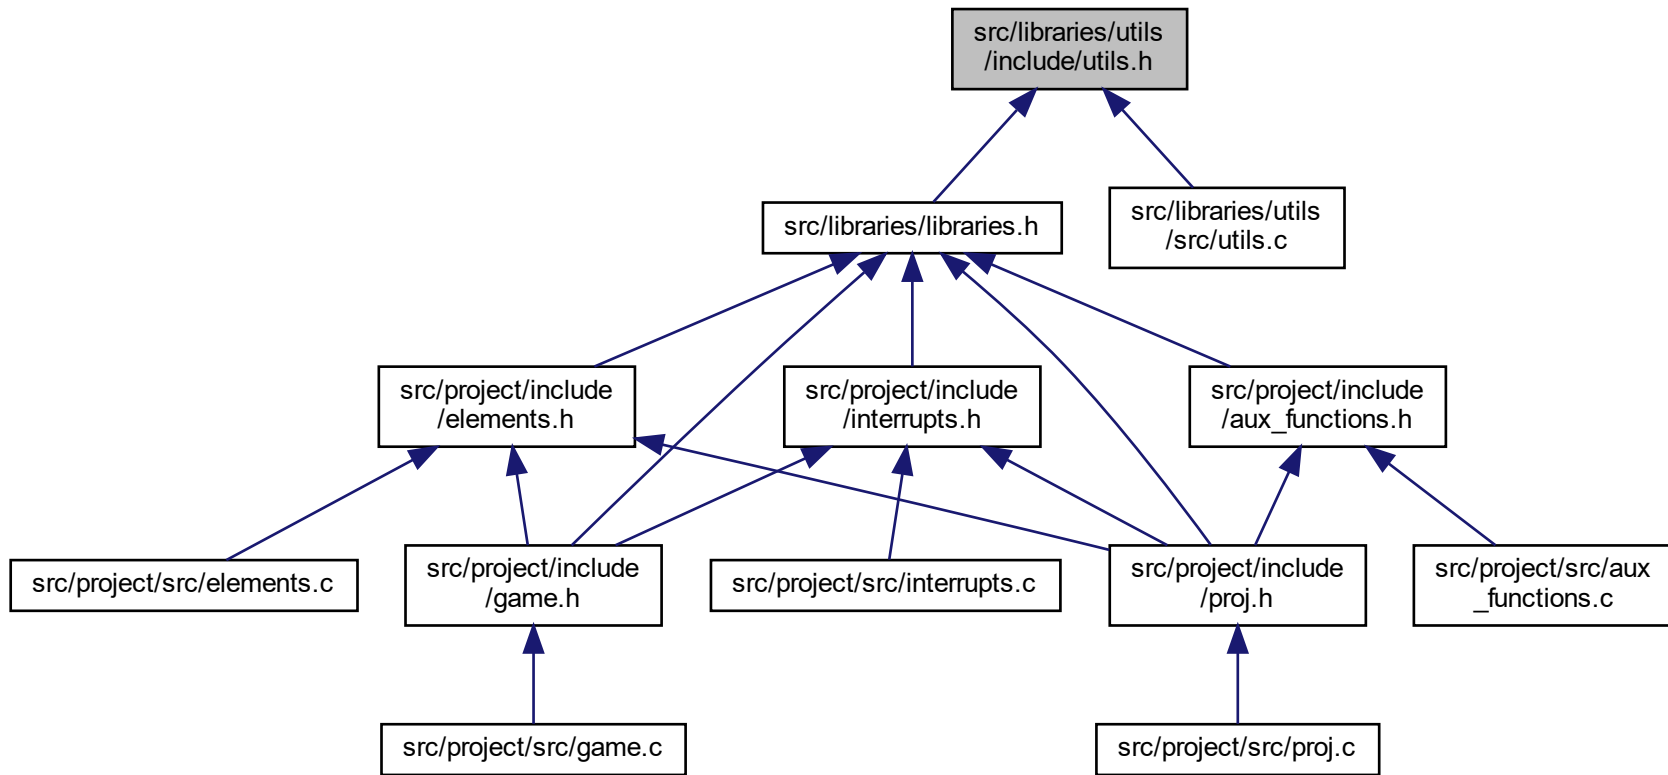 src/libraries/utils
/include/utils.h
src/libraries/libraries.h
src/libraries/utils
/src/utils.c
src/project/include
/elements.h
src/project/include
/interrupts.h
src/project/include
/aux_functions.h
src/project/src/elements.c
src/project/include
/game.h
src/project/src/interrupts.c
src/project/include
/proj.h
src/project/src/aux
_functions.c
src/project/src/game.c
src/project/src/proj.c